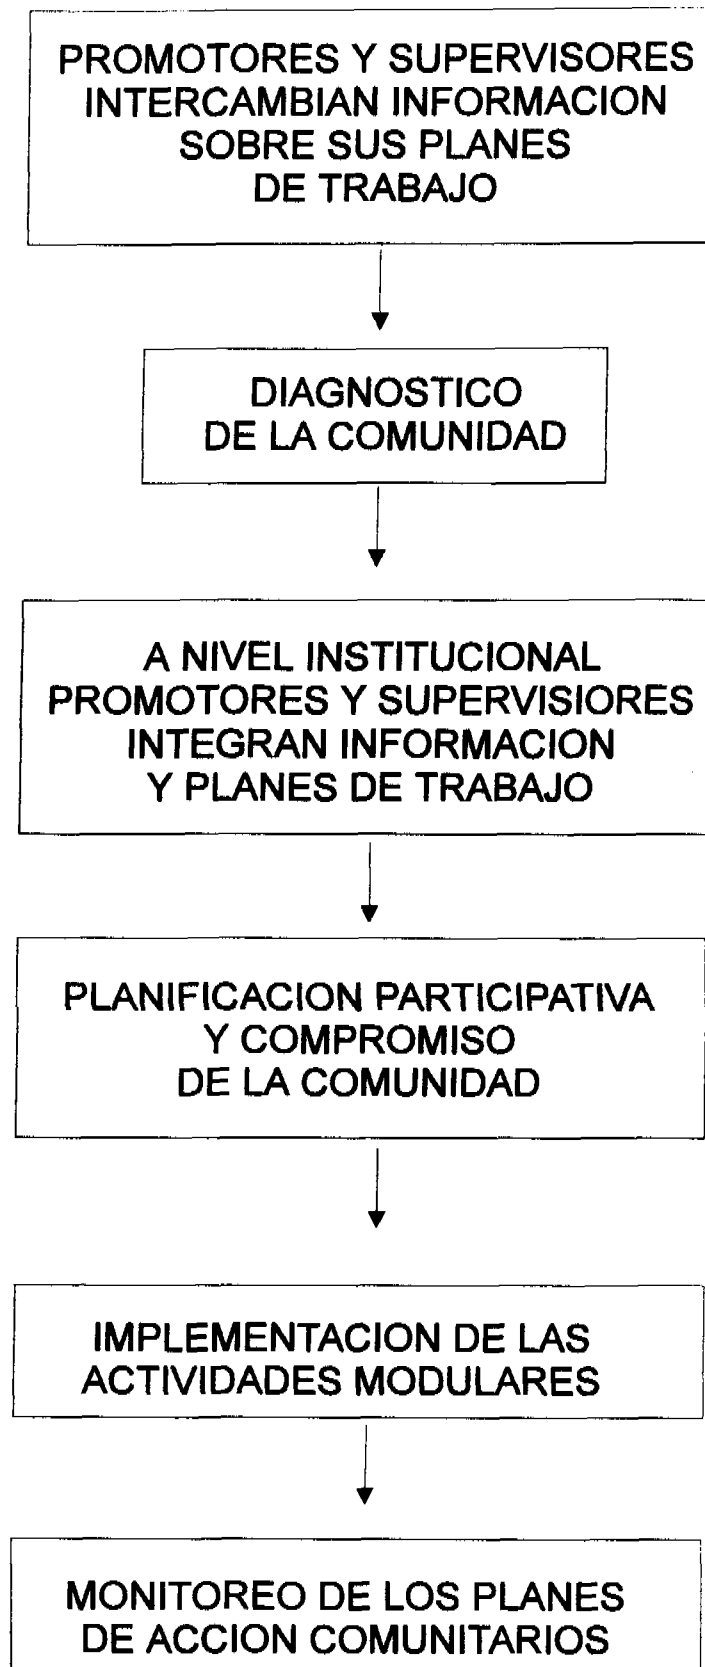 PROMOTORES Y SUPERVISORES
INTERCAMBIAN INFORMACION
SOBRE SUS PLANES
DE TRABAJO
DIAGNOSTICO
DE LA COMUNIDAD
A NIVEL INSTITUCIONAL
PROMOTORES Y SUPERVISIORES
INTEGRAN INFORMACION
Y PLANES DE TRABAJO
PLANIFICACION PARTICIPATIVA
Y COMPROMISO
DE LA COMUNIDAD
IMPLEMENTACION DE LAS
ACTIVIDADES MODULARES
MONITOREO DE LOS PLANES
DE ACCION COMUNITARIOS